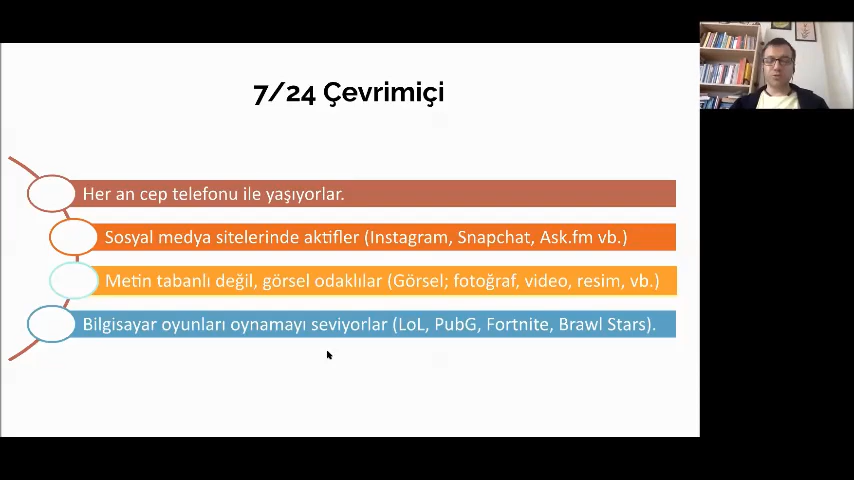 7/24 Çevrimiçi
Her an cep telefonu ile yaşıyorlar.
Sosyal medya sitelerinde aktifler (Instagram, Snapchat, Ask.fm vb.)
Metin tabanlı değil, görsel odaklılar (Görsel; fotoğraf, video, resim, vb.)
Bilgisayar oyunları oynamayı seviyorlar (LoL, PubG, Fortnite, Brawl Stars).